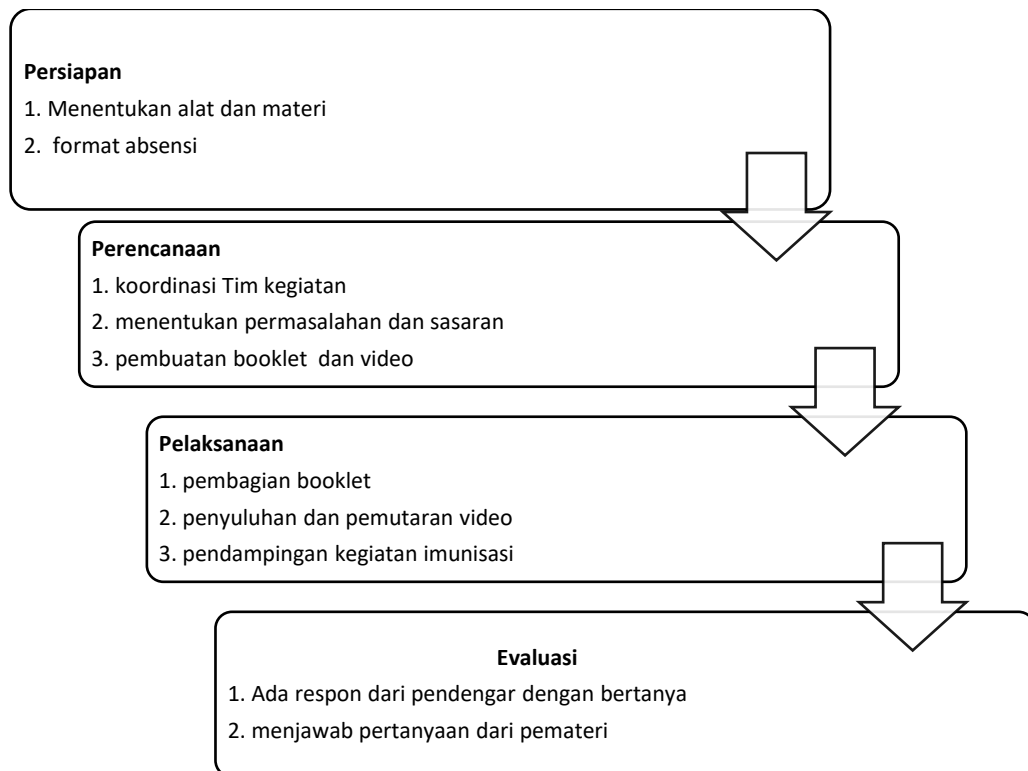 Persiapan
1. Menentukan alat dan materi
2. format absensi
Perencanaan
1. koordinasi Tim kegiatan
2. menentukan permasalahan dan sasaran
3. pembuatan booklet dan video
Pelaksanaan
1. pembagian booklet
2. penyuluhan dan pemutaran video
3. pendampingan kegiatan imunisasi
Evaluasi
1. Ada respon dari pendengar dengan bertanya
2. menjawab pertanyaan dari pemateri